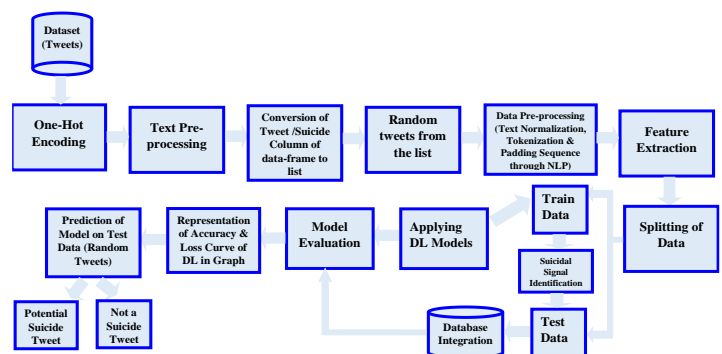 Dataset
(Tweets)
One-Hot
Encoding
Text Pre-
processing
Conversion of
Tweet /Suicide
Column of
data-frame to
list
Random
tweets from
the list
Data Pre-processing
(Text Normalization,
Tokenization &
Padding Sequence
through NLP)
Feature
Extraction
Splitting of
Data
Train
Data
Suicidal
Signal
Identification
Test
Data
Database
Integration
Applying
DL Models
Model
Evaluation
Representation
of Accuracy &
Loss Curve of
DL in Graph
Prediction of
Model on Test
Data (Random
Tweets)
Potential
Suicide
Tweet
Not a
Suicide
Tweet